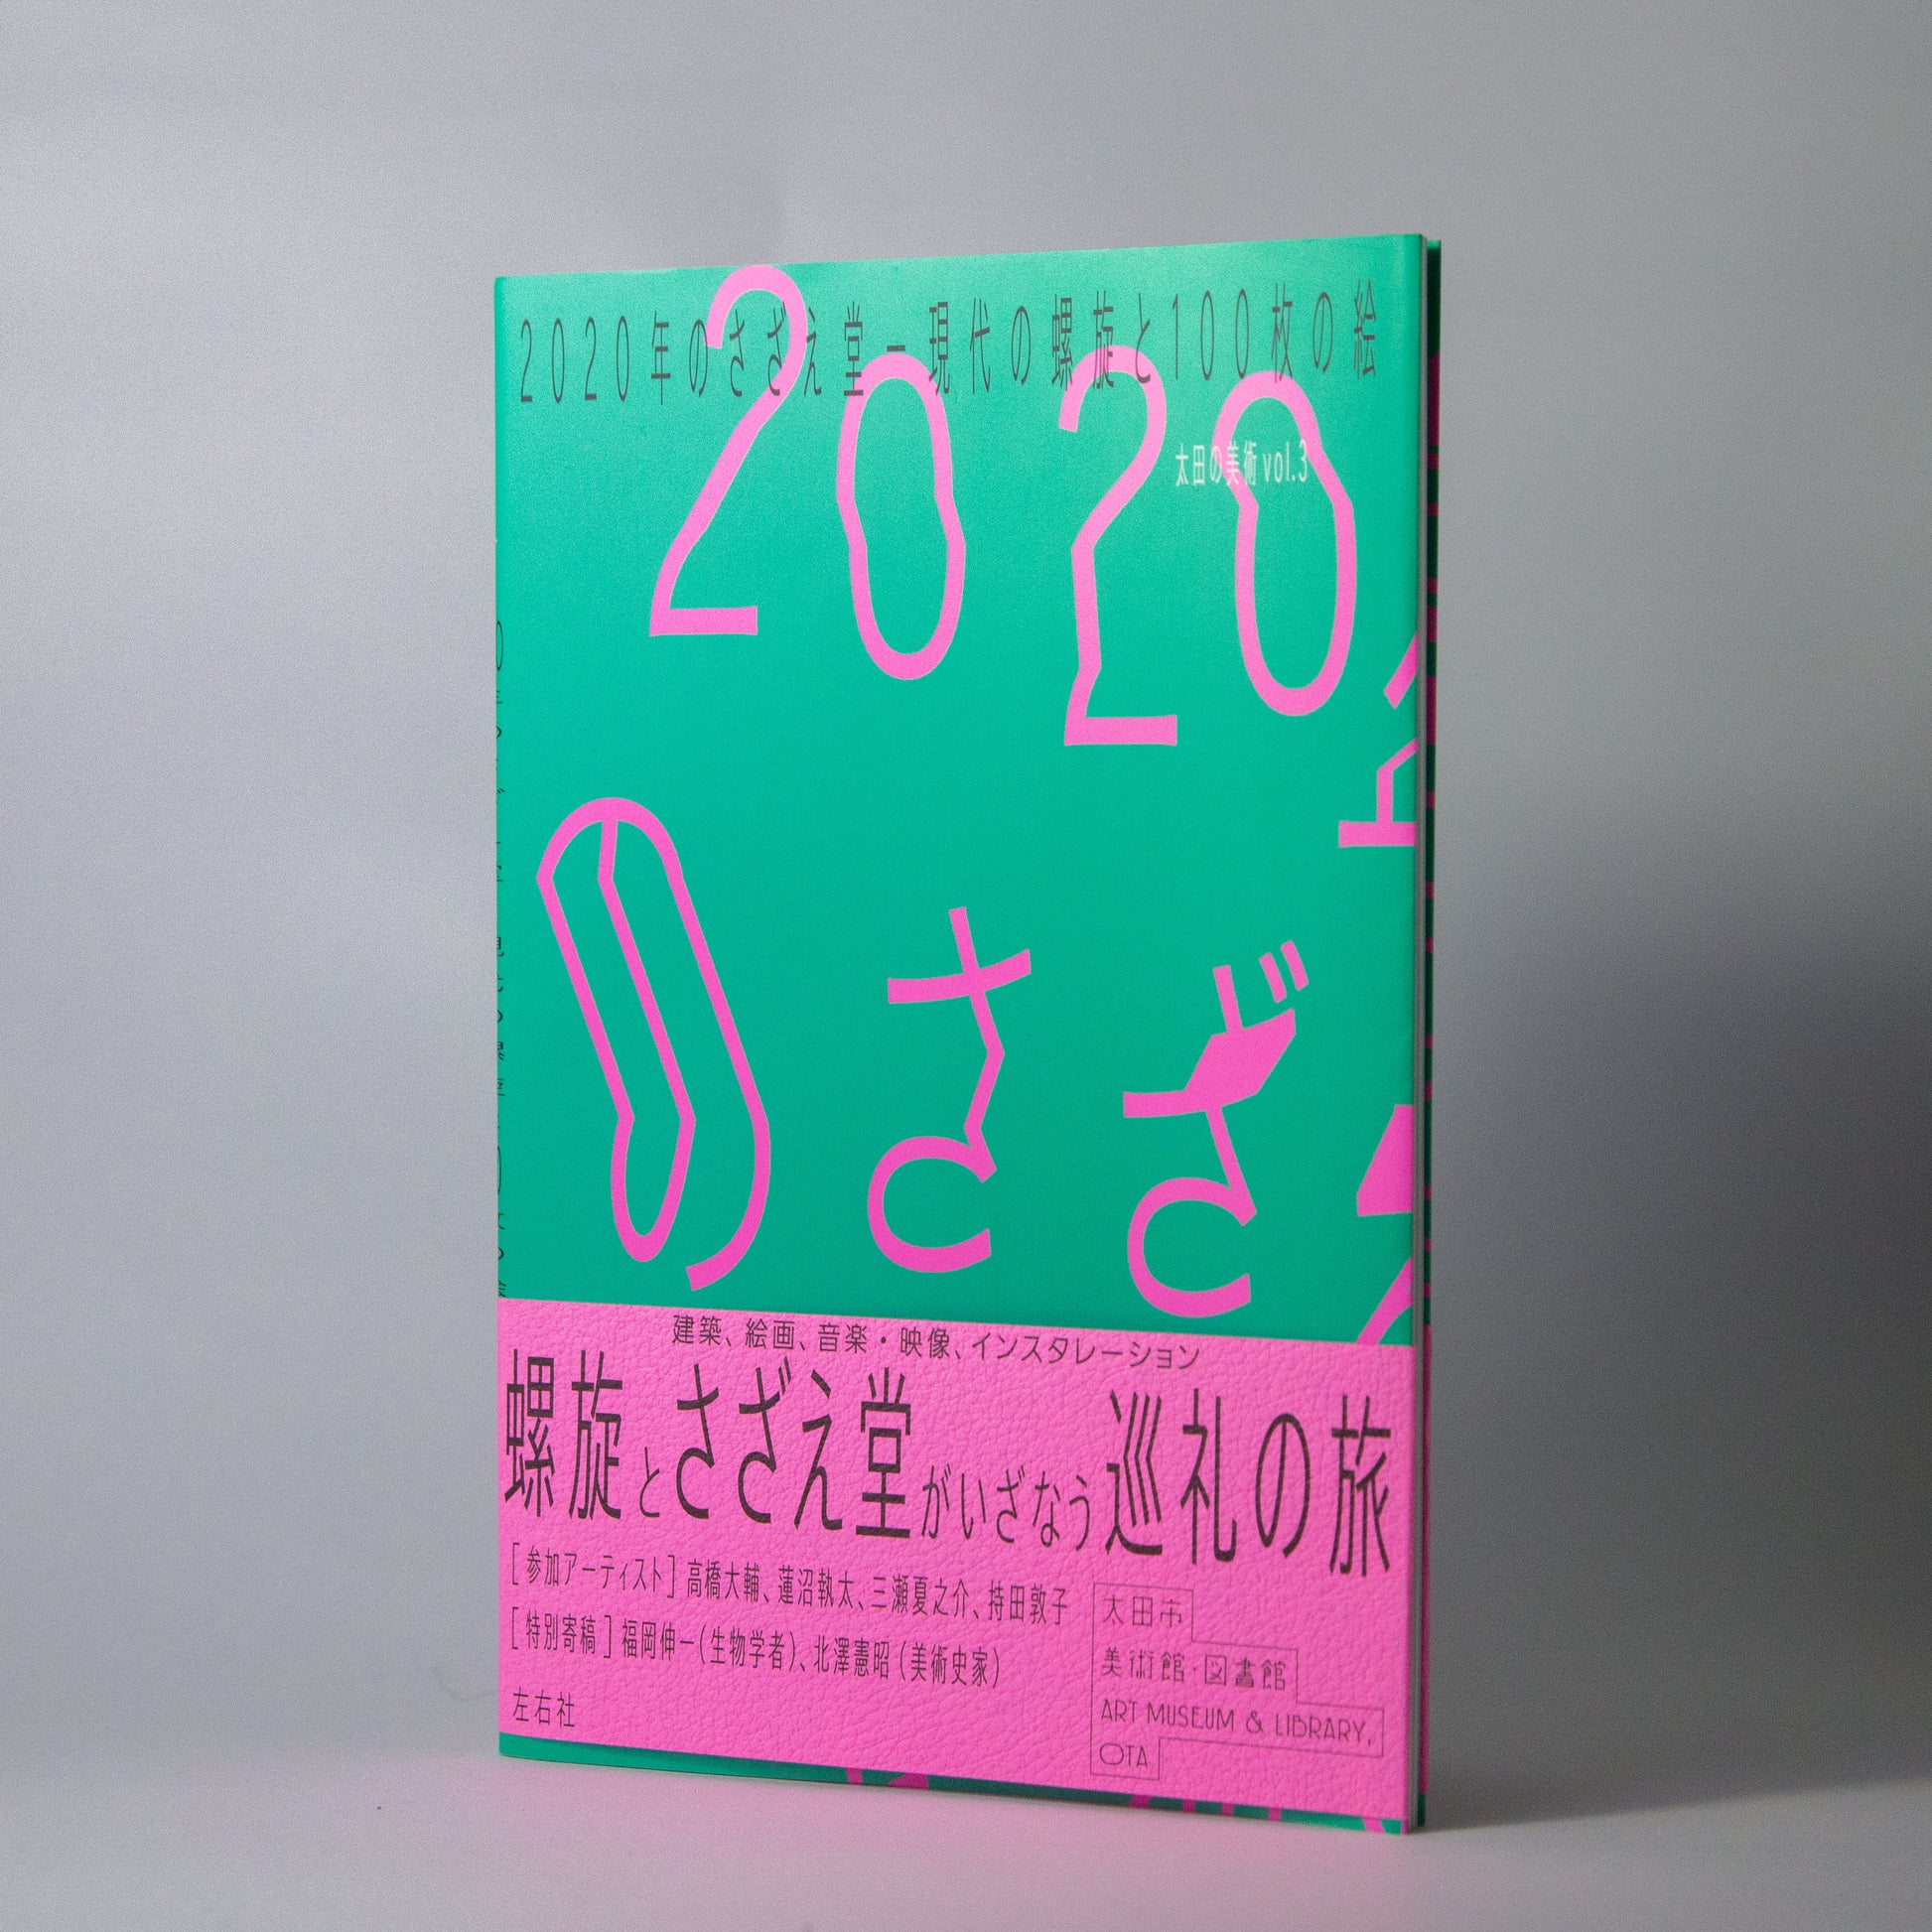 2020年のさざえ堂—現代の螺旋と100枚の絵
2020
太田の美術vol.3
のさざ
建築、絵画、音楽・映像、インスタレーション
螺旋とさざえ堂がいざなう巡礼の旅
[参加アーティスト]高橋大輔、蓮沼執太、三瀬夏之介、持田敦子
[特別寄稿]福岡伸一(生物学者)、北澤憲昭(美術史家)
左右社
太田市
美術館・図書館
ART MUSEUM & LIBRARY,
OTA